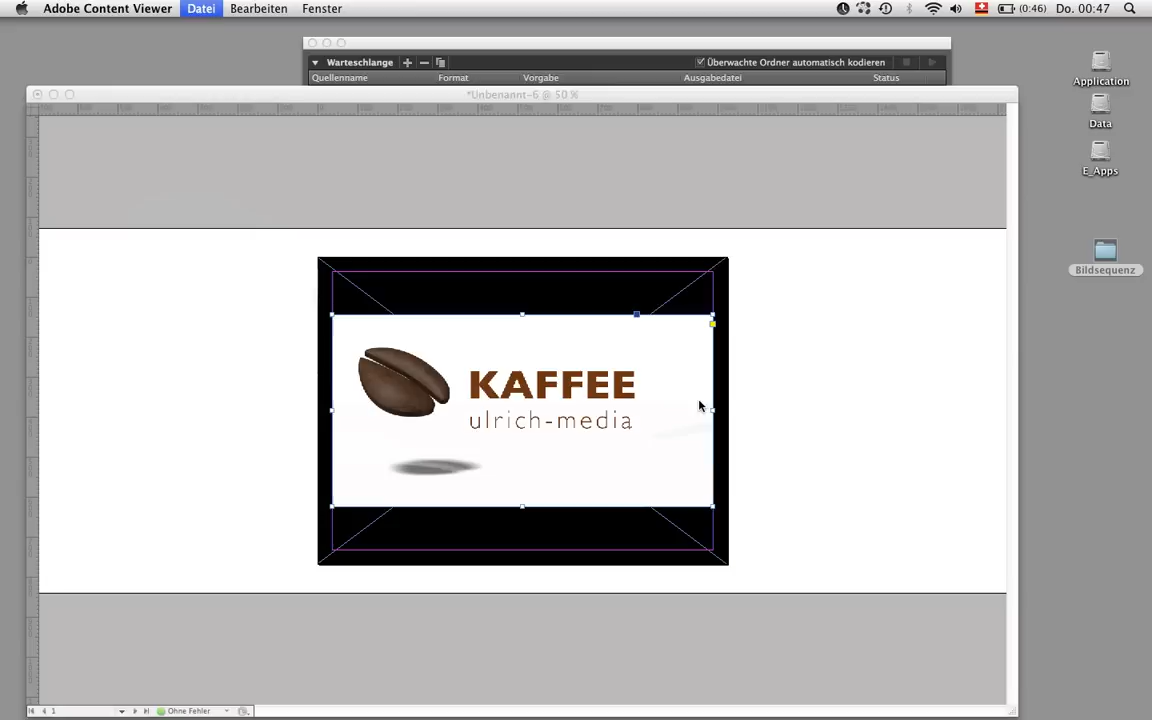 Adobe Content Viewer Datei Bearbeiten Fenster (0:46) Do. 00:47
Warteschlange Überwachte Ordner automatisch kodieren
Quellenname Format Vorgabe Ausgabedatei Status
*Unbenannt-6 @ 50 %
Application
Data
E_Apps
Bildsequenz
KAFFEE
ulrich-media
1 Ohne Fehler